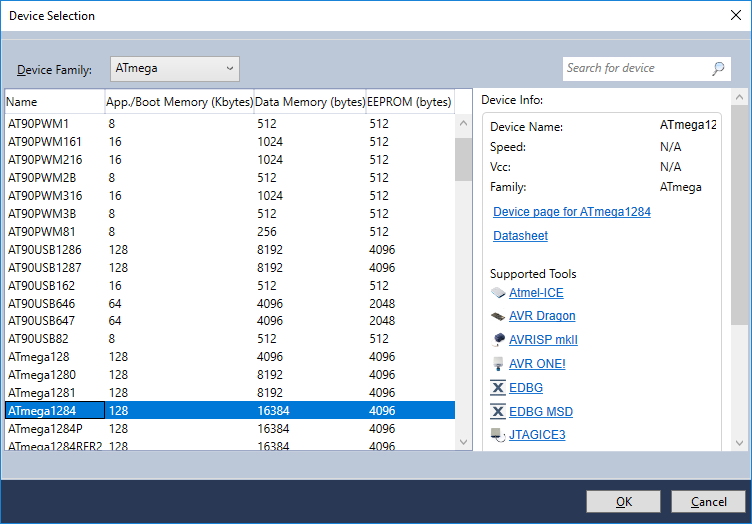 Device Selection
Device Family: ATmega Search for device
Name App./Boot Memory (Kbytes) Data Memory (bytes) EEPROM (bytes)
AT90PWM1 8 512 512
AT90PWM161 16 1024 512
AT90PWM216 16 1024 512
AT90PWM2B 8 512 512
AT90PWM316 16 1024 512
AT90PWM3B 8 512 512
AT90PWM81 8 256 512
AT90USB1286 128 8192 4096
AT90USB1287 128 8192 4096
AT90USB162 16 512 512
AT90USB646 64 4096 2048
AT90USB647 64 4096 2048
AT90USB82 8 512 512
ATmega128 128 4096 4096
ATmega1280 128 8192 4096
ATmega1281 128 8192 4096
ATmega1284 128 16384 4096
ATmega1284P 128 16384 4096
ATmega1284RFR2 128 16384 4096
Device Info:
Device Name: ATmega12
Speed: N/A
Vcc: N/A
Family: ATmega
Device page for ATmega1284
Datasheet
Supported Tools
Atmel-ICE
AVR Dragon
AVRISP mkII
AVR ONE!
EDBG
EDBG MSD
JTAGICE3
OK Cancel